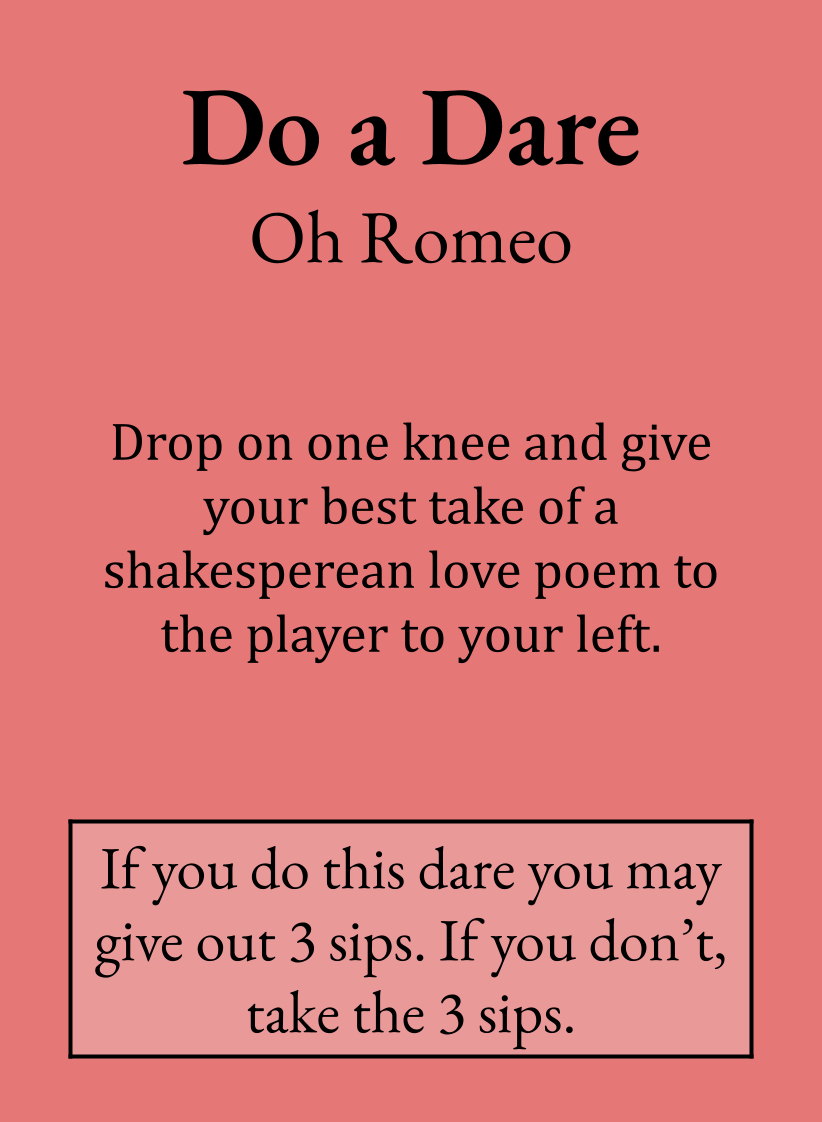 Do a Dare
Oh Romeo
Drop on one knee and give
your best take of a
shakesperean love poem to
the player to your left.
If you do this dare you may
give out 3 sips. If you don’t,
take the 3 sips.